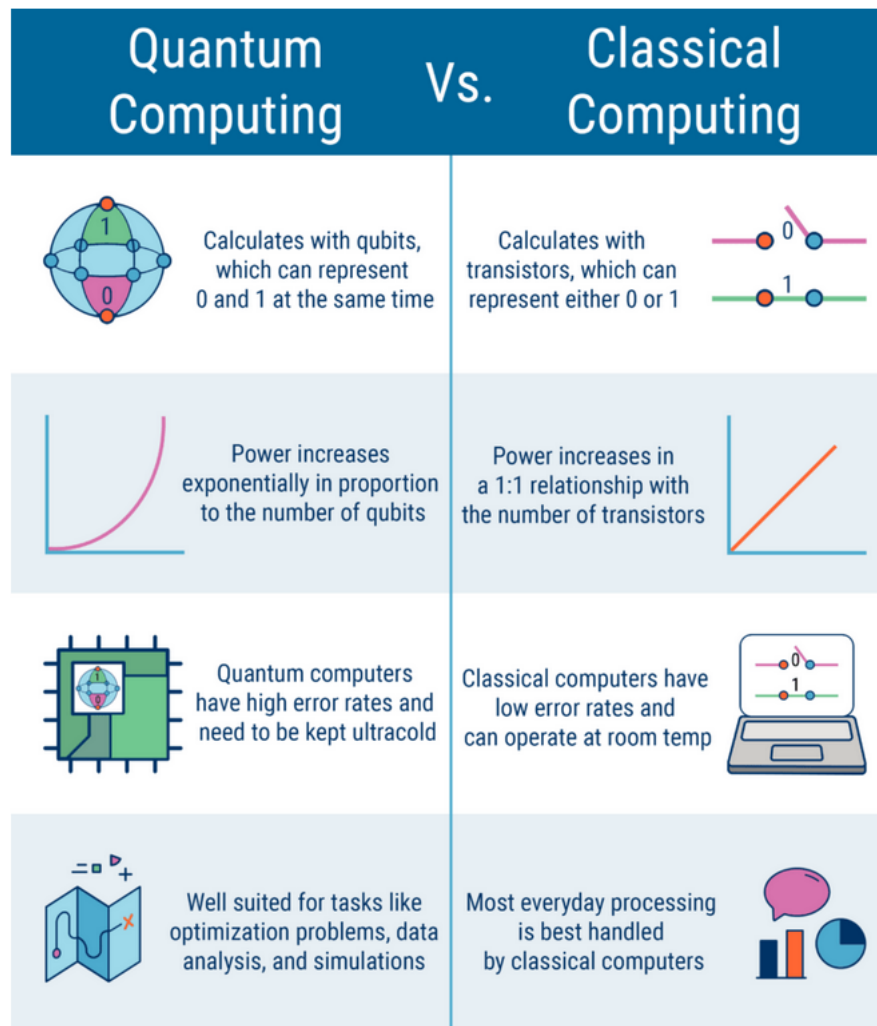 Quantum
Computing
Vs.
Classical
Computing
1
0
Calculates with qubits,
which can represent
0 and 1 at the same time
Calculates with
transistors, which can
represent either 0 or 1
0
1
Power increases
exponentially in proportion
to the number of qubits
Power increases in
a 1:1 relationship with
the number of transistors
1
0
Quantum computers
have high error rates and
need to be kept ultracold
Classical computers have
low error rates and
can operate at room temp
0
1
Well suited for tasks like
optimization problems, data
analysis, and simulations
Most everyday processing
is best handled
by classical computers